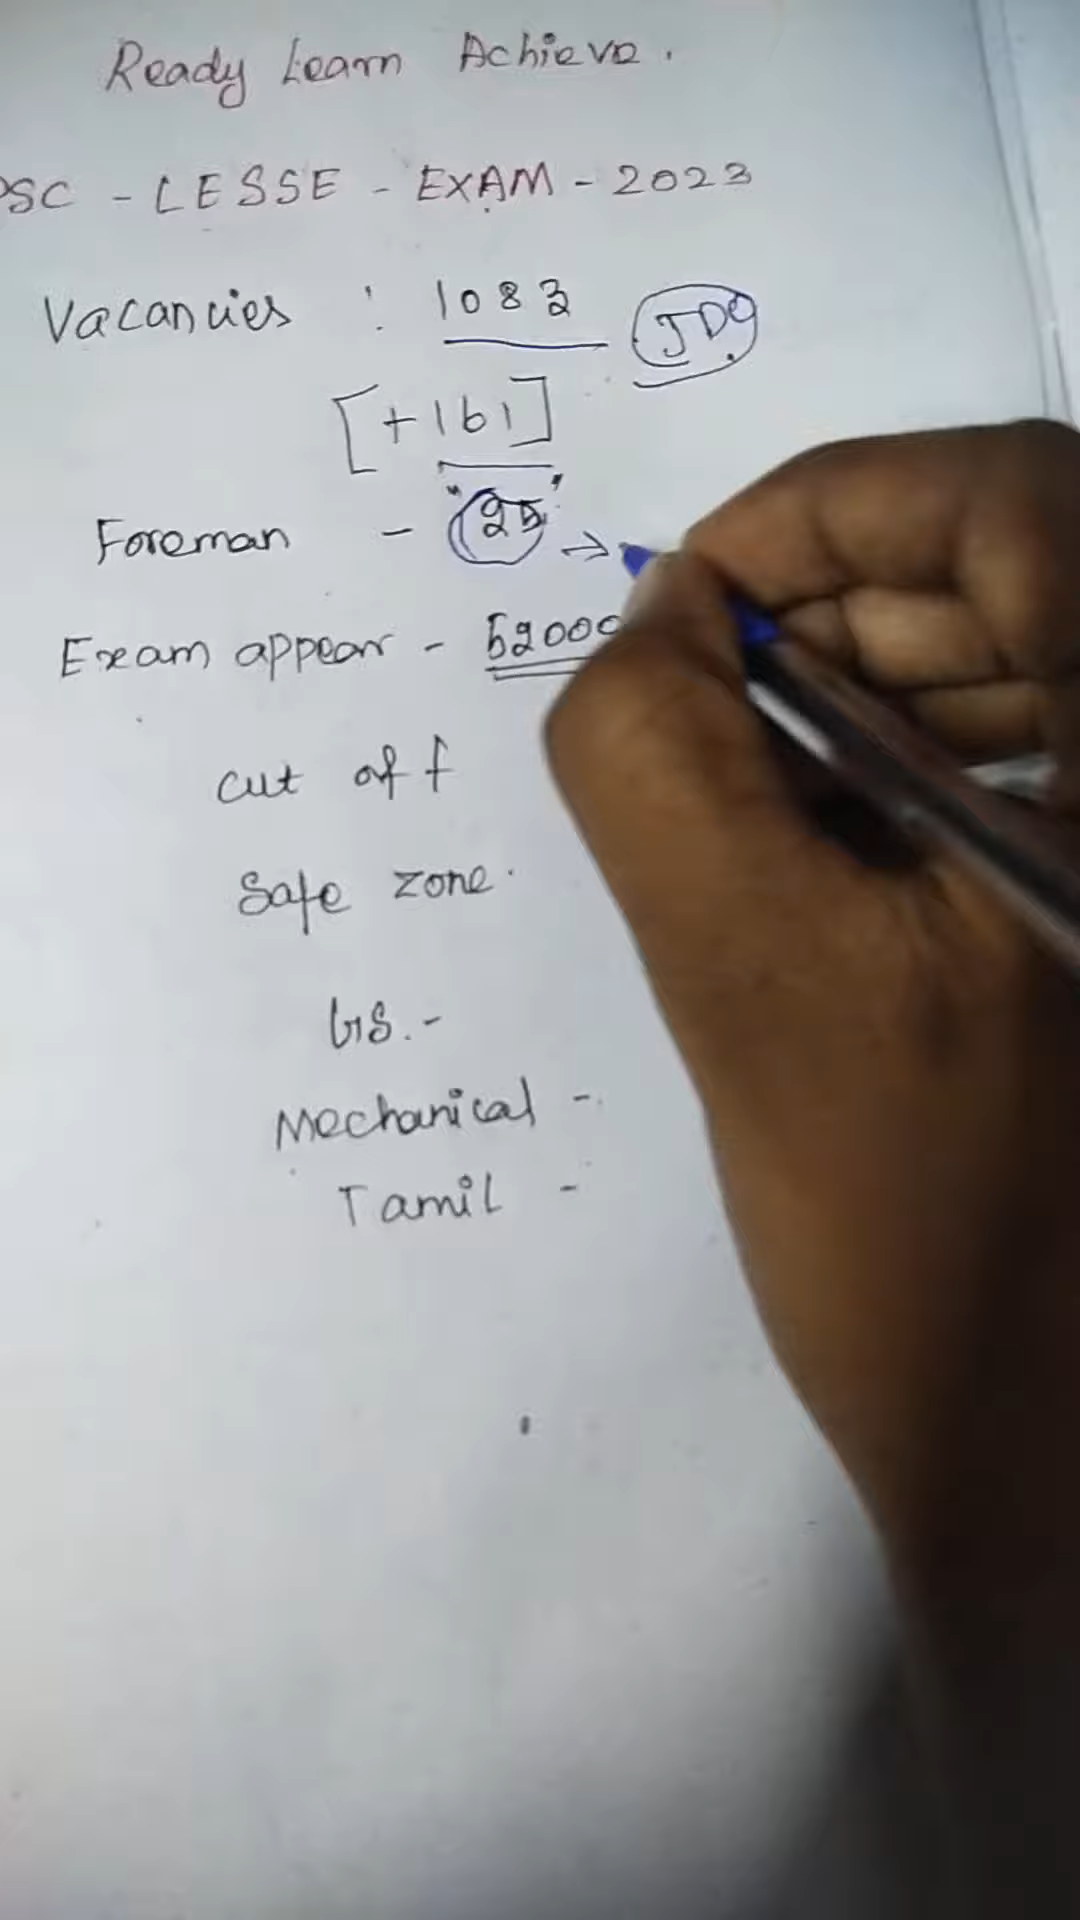 Ready Learn Achieve.
PSC - LESSE - EXAM - 2023
Vacancies : 1083 JDO
[+161]
Foreman - "25" →
Exam appear - 52000
cut off
Safe zone.
GS. -
Mechanical -
Tamil -